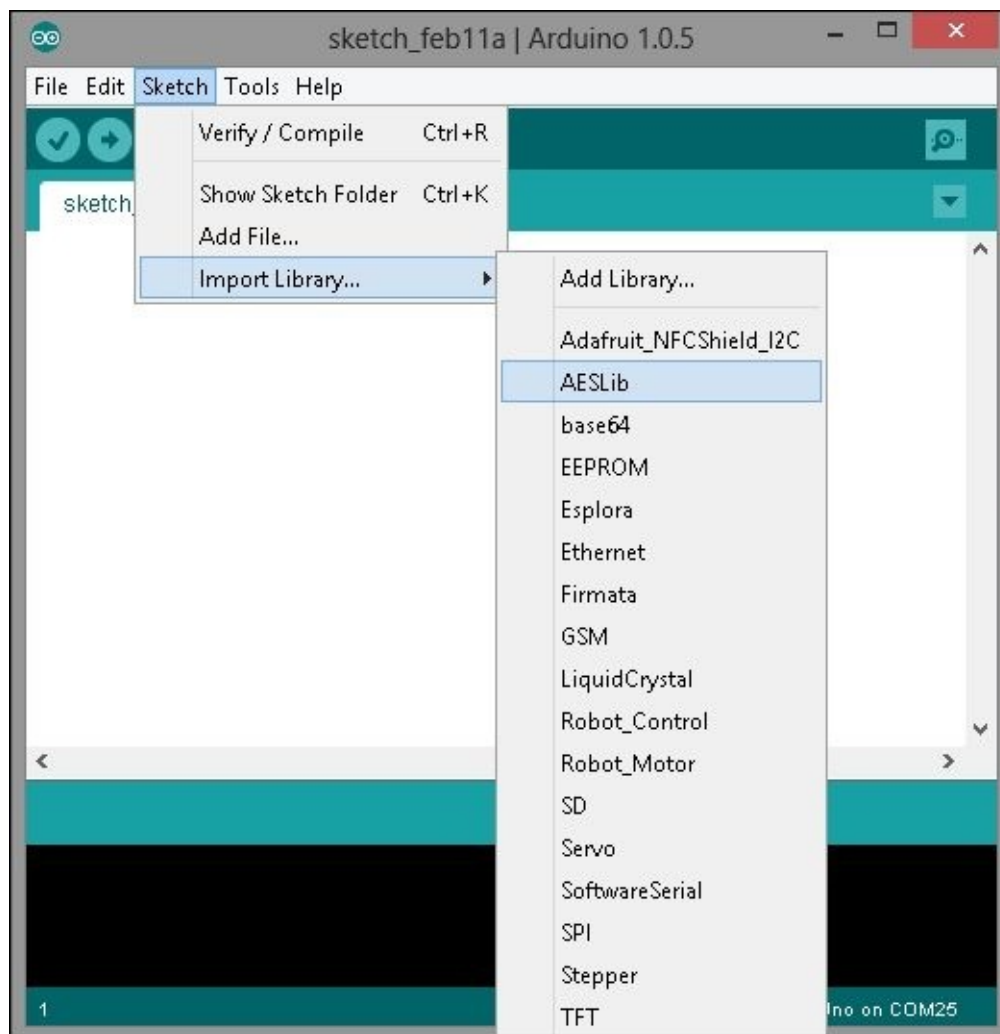 sketch_feb11a | Arduino 1.0.5
File Edit Sketch Tools Help
Verify / Compile Ctrl+R
Show Sketch Folder Ctrl+K
sketch_
Add File...
Import Library...
Add Library...
Adafruit_NFCShield_I2C
AESLib
base64
EEPROM
Esplora
Ethernet
Firmata
GSM
LiquidCrystal
Robot_Control
Robot_Motor
SD
Servo
SoftwareSerial
SPI
Stepper
TFT
1
no on COM25